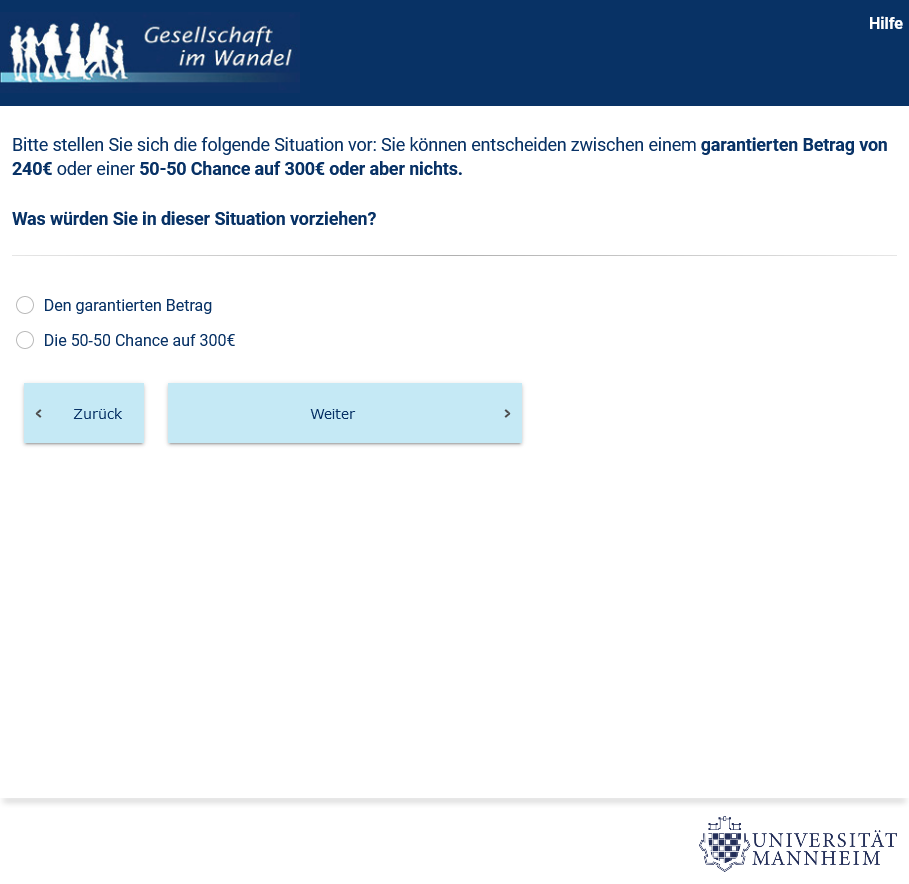 Gesellschaft
im Wandel
Hilfe
Bitte stellen Sie sich die folgende Situation vor: Sie können entscheiden zwischen einem garantierten Betrag von
240€ oder einer 50-50 Chance auf 300€ oder aber nichts.
Was würden Sie in dieser Situation vorziehen?
Den garantierten Betrag
Die 50-50 Chance auf 300€
Zurück
Weiter
UNIVERSITÄT
MANNHEIM